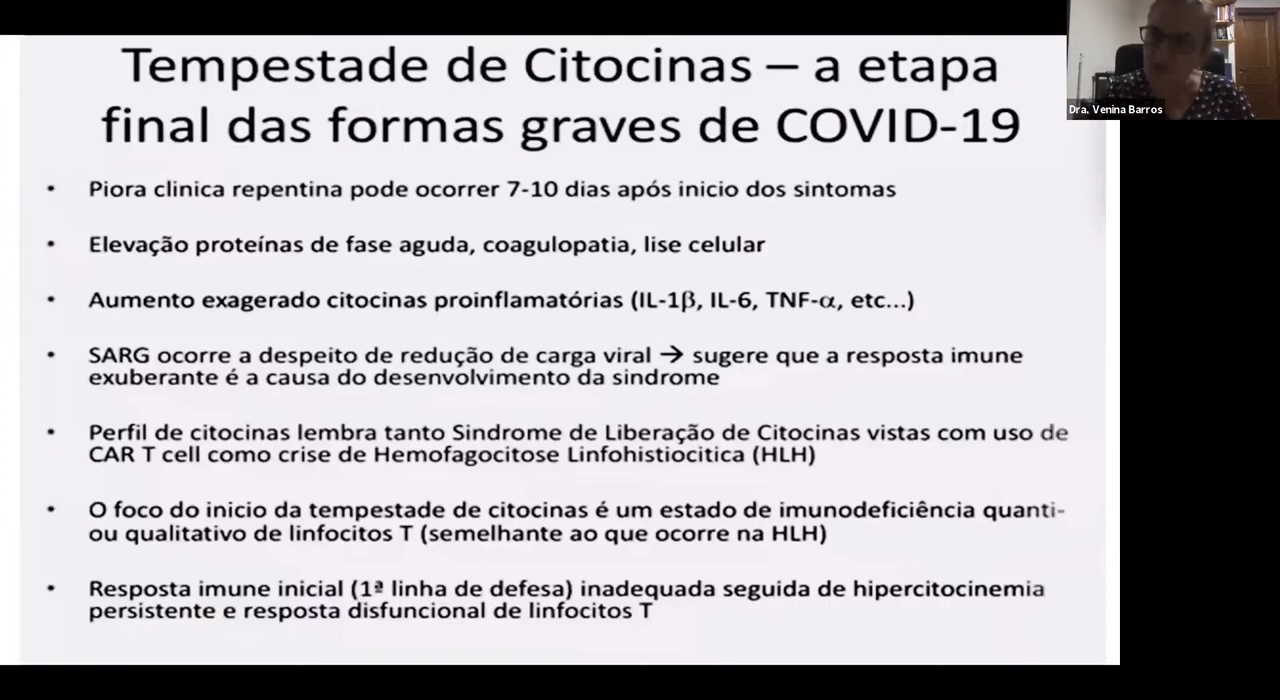 Tempestade de Citocinas – a etapa
final das formas graves de COVID-19
Dra. Venina Barros
• Piora clinica repentina pode ocorrer 7-10 dias após inicio dos sintomas
• Elevação proteínas de fase aguda, coagulopatia, lise celular
• Aumento exagerado citocinas proinflamatórias (IL-1β, IL-6, TNF-α, etc...)
• SARG ocorre a despeito de redução de carga viral → sugere que a resposta imune
exuberante é a causa do desenvolvimento da sindrome
• Perfil de citocinas lembra tanto Sindrome de Liberação de Citocinas vistas com uso de
CAR T cell como crise de Hemofagocitose Linfohistiocitica (HLH)
• O foco do inicio da tempestade de citocinas é um estado de imunodeficiência quanti-
ou qualitativo de linfocitos T (semelhante ao que ocorre na HLH)
• Resposta imune inicial (1ª linha de defesa) inadequada seguida de hipercitocinemia
persistente e resposta disfuncional de linfocitos T